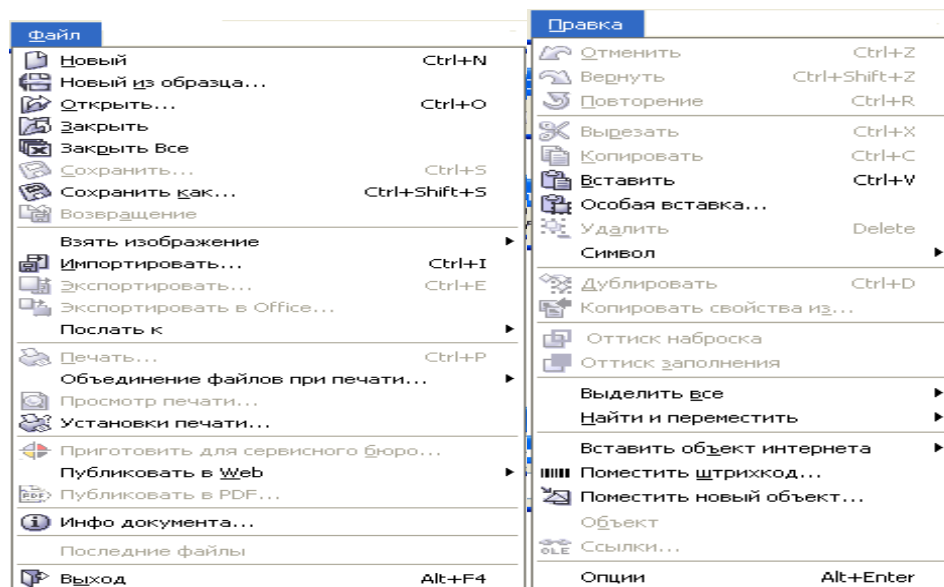 Файл
Новый Ctrl+N
Новый из образца...
Открыть... Ctrl+O
Закрыть
Закрыть Все
Сохранить... Ctrl+S
Сохранить как... Ctrl+Shift+S
Возвращение
Взять изображение
Импортировать... Ctrl+I
Экспортировать... Ctrl+E
Экспортировать в Office...
Послать к
Печать... Ctrl+P
Объединение файлов при печати...
Просмотр печати...
Установки печати...
Приготовить для сервисного бюро...
Публиковать в Web
Публиковать в PDF...
Инфо документа...
Последние файлы
Выход Alt+F4
Правка
Отменить Ctrl+Z
Вернуть Ctrl+Shift+Z
Повторение Ctrl+R
Вырезать Ctrl+X
Копировать Ctrl+C
Вставить Ctrl+V
Особая вставка...
Удалить Delete
Символ
Дублировать Ctrl+D
Копировать свойства из...
Оттиск наброска
Оттиск заполнения
Выделить все
Найти и переместить
Вставить объект интернета
Поместить штрихкод...
Поместить новый объект...
Объект
Ссылки...
Опции Alt+Enter